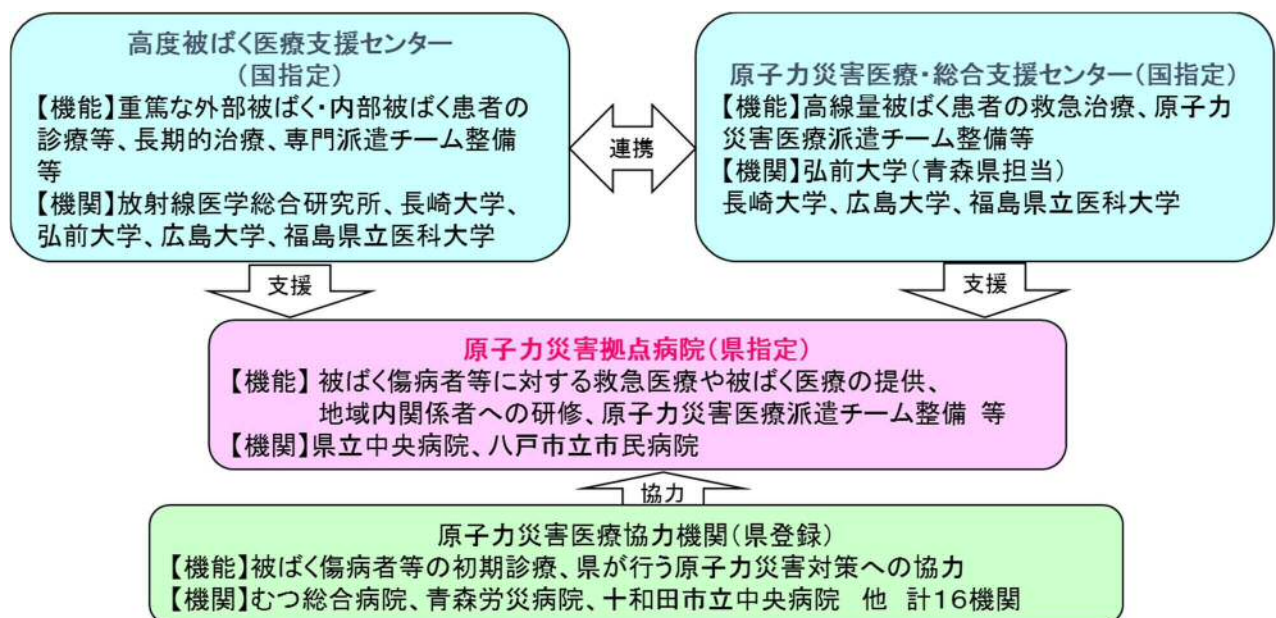 高度被ばく医療支援センター
(国指定)
【機能】重篤な外部被ばく・内部被ばく患者の
診療等、長期的治療、専門派遣チーム整備
等
【機関】放射線医学総合研究所、長崎大学、
弘前大学、広島大学、福島県立医科大学
連携
原子力災害医療・総合支援センター(国指定)
【機能】高線量被ばく患者の救急治療、原子力
災害医療派遣チーム整備等
【機関】弘前大学(青森県担当)
長崎大学、広島大学、福島県立医科大学
支援
支援
原子力災害拠点病院(県指定)
【機能】 被ばく傷病者等に対する救急医療や被ばく医療の提供、
地域内関係者への研修、原子力災害医療派遣チーム整備 等
【機関】県立中央病院、八戸市立市民病院
協力
原子力災害医療協力機関(県登録)
【機能】被ばく傷病者等の初期診療、県が行う原子力災害対策への協力
【機関】むつ総合病院、青森労災病院、十和田市立中央病院 他 計16機関